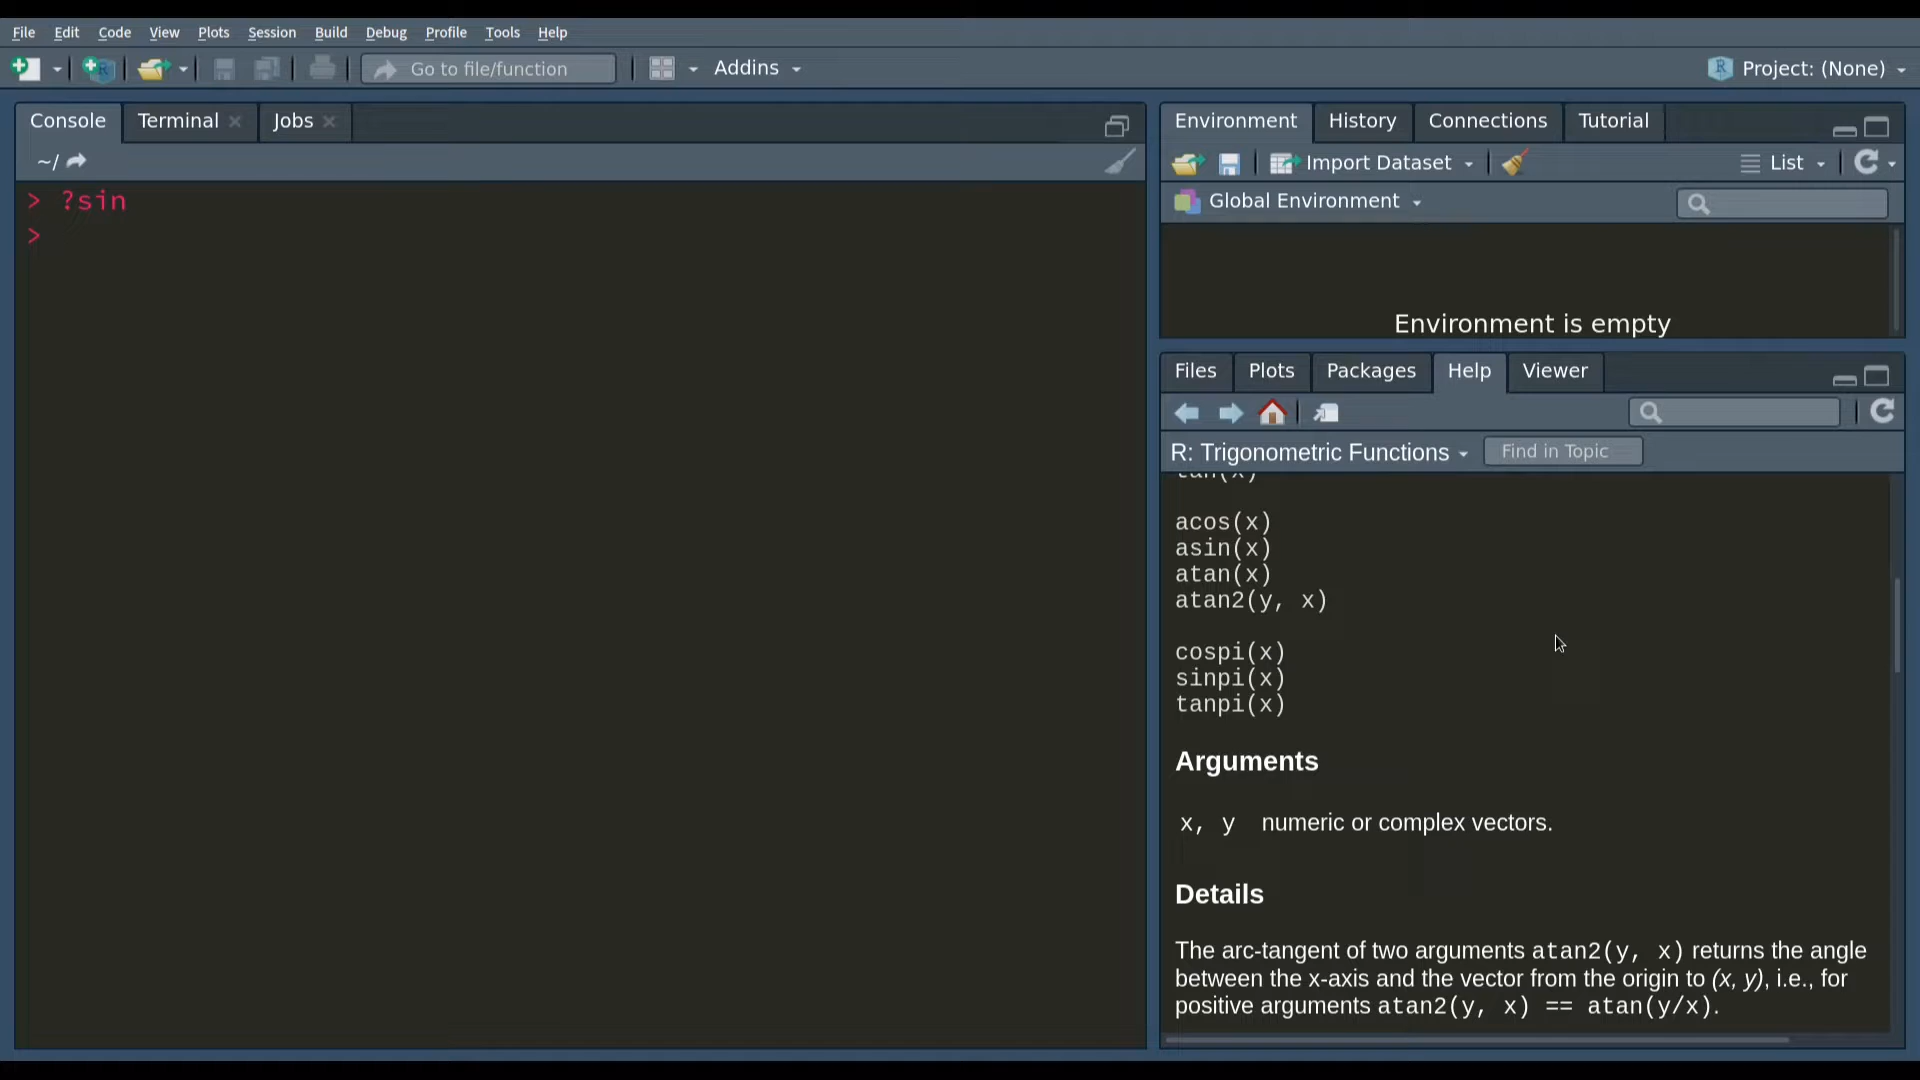 File Edit Code View Plots Session Build Debug Profile Tools Help
Go to file/function Addins Project: (None)
Console Terminal Jobs
~/
> ?sin
>
Environment History Connections Tutorial
Import Dataset List
Global Environment
Environment is empty
Files Plots Packages Help Viewer
R: Trigonometric Functions Find in Topic
tan(x)
acos(x)
asin(x)
atan(x)
atan2(y, x)
cospi(x)
sinpi(x)
tanpi(x)
Arguments
x, y numeric or complex vectors.
Details
The arc-tangent of two arguments atan2(y, x) returns the angle
between the x-axis and the vector from the origin to (x, y), i.e., for
positive arguments atan2(y, x) == atan(y/x).